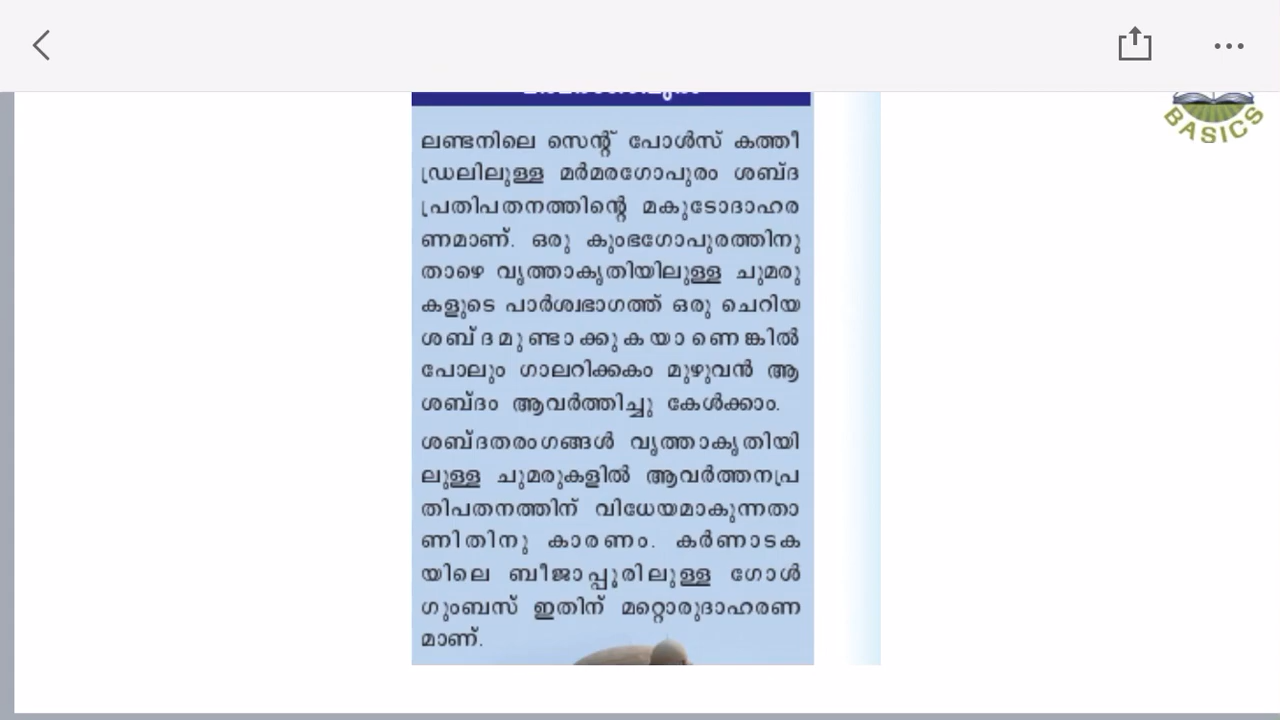 BASICS
ലണ്ടനിലെ സെന്റ് പോൾസ് കത്തീ
ഡ്രലിലുള്ള മർമരഗോപുരം ശബ്ദ
പ്രതിപതനത്തിന്റെ മകുടോദാഹര
ണമാണ്. ഒരു കുംഭഗോപുരത്തിനു
താഴെ വൃത്താകൃതിയിലുള്ള ചുമരു
കളുടെ പാർശ്വഭാഗത്ത് ഒരു ചെറിയ
ശബ്ദമുണ്ടാക്കുകയാണെങ്കിൽ
പോലും ഗാലറിക്കകം മുഴുവൻ ആ
ശബ്ദം ആവർത്തിച്ചു കേൾക്കാം.
ശബ്ദതരംഗങ്ങൾ വൃത്താകൃതിയി
ലുള്ള ചുമരുകളിൽ ആവർത്തനപ്ര
തിപതനത്തിന് വിധേയമാകുന്നതാ
ണിതിനു കാരണം. കർണാടക
യിലെ ബീജാപ്പൂരിലുള്ള ഗോൾ
ഗുംബസ് ഇതിന് മറ്റൊരുദാഹരണ
മാണ്.